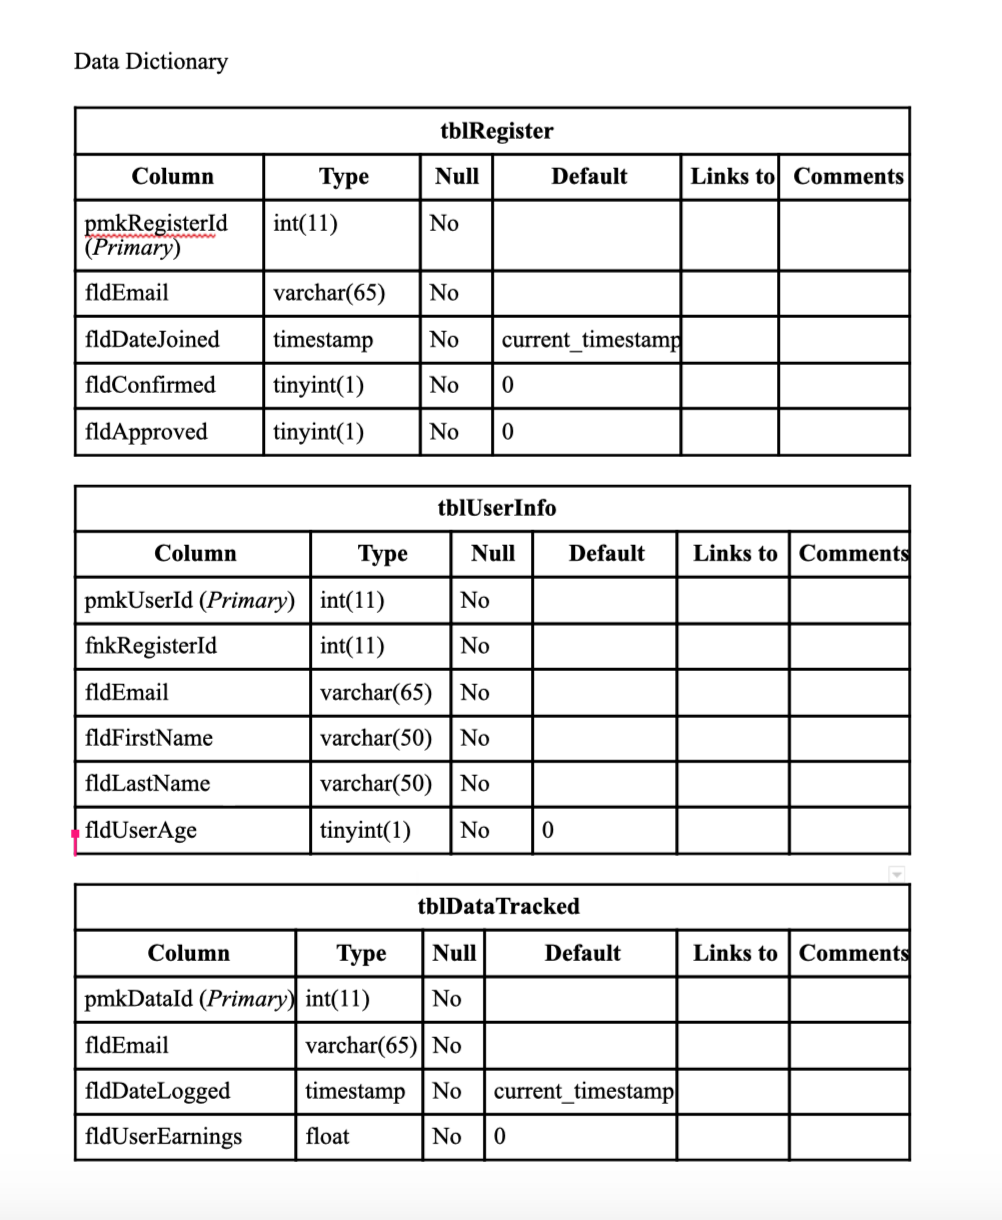 Data Dictionary
tblRegister
Column Type Null Default Links to Comments
pmkRegisterId int(11) No
(Primary)
fldEmail varchar(65) No
fldDateJoined timestamp No current_timestamp
fldConfirmed tinyint(1) No 0
fldApproved tinyint(1) No 0
tblUserInfo
Column Type Null Default Links to Comments
pmkUserId (Primary) int(11) No
fnkRegisterId int(11) No
fldEmail varchar(65) No
fldFirstName varchar(50) No
fldLastName varchar(50) No
fldUserAge tinyint(1) No 0
tblDataTracked
Column Type Null Default Links to Comments
pmkDataId (Primary) int(11) No
fldEmail varchar(65) No
fldDateLogged timestamp No current_timestamp
fldUserEarnings float No 0